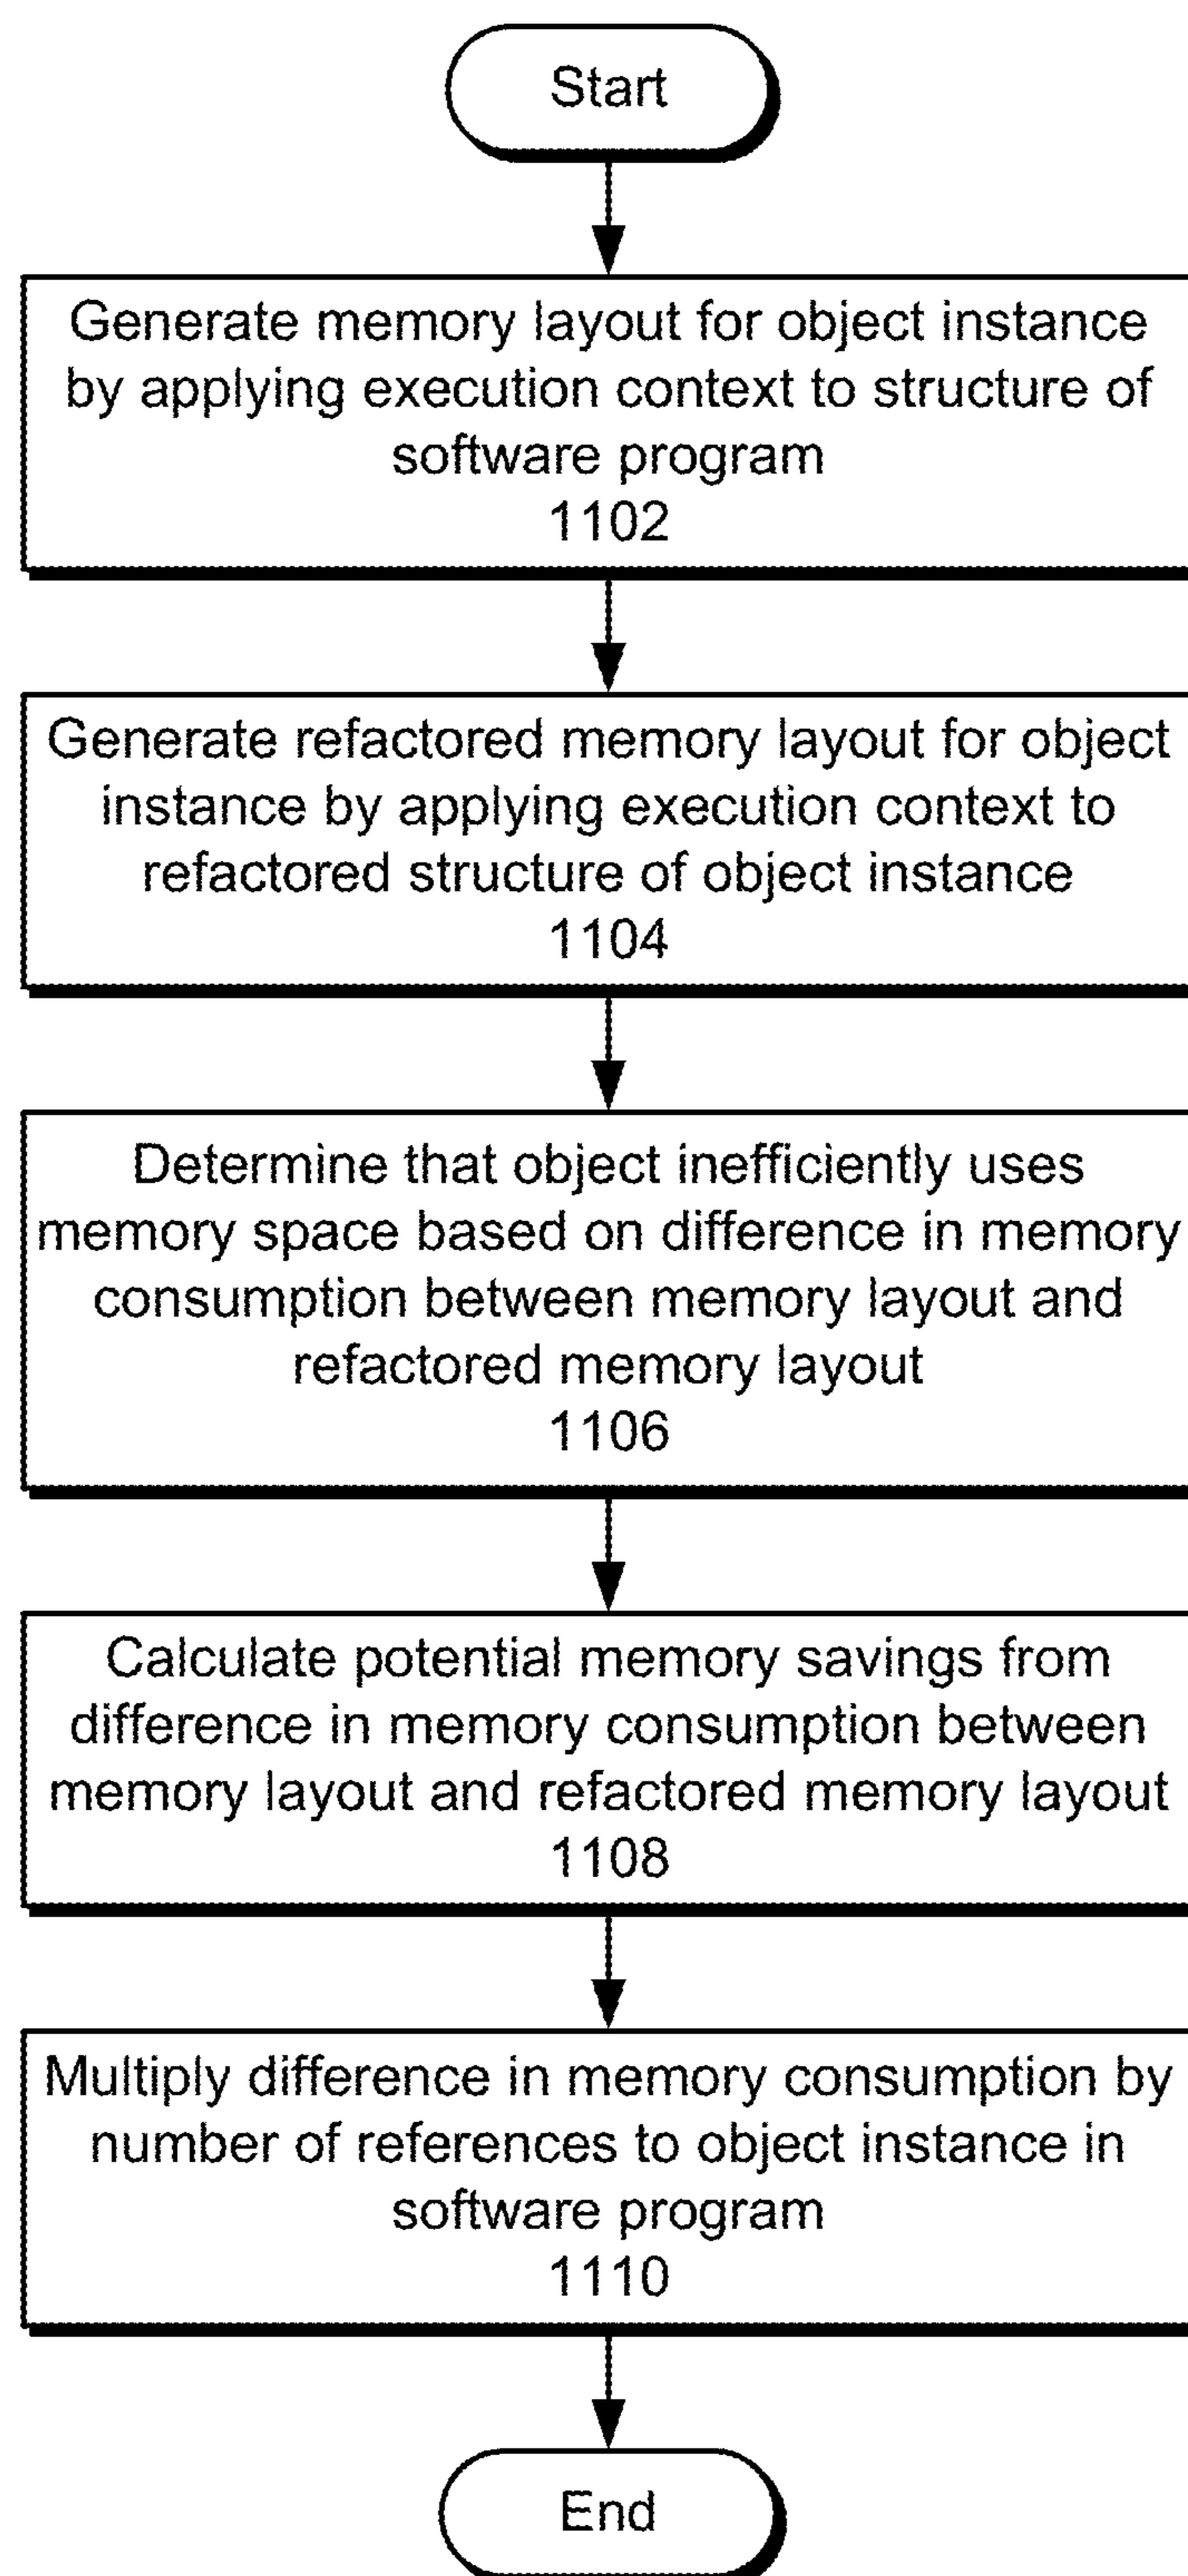 Start
Generate memory layout for object instance
by applying execution context to structure of
software program
1102
Generate refactored memory layout for object
instance by applying execution context to
refactored structure of object instance
1104
Determine that object inefficiently uses
memory space based on difference in memory
consumption between memory layout and
refactored memory layout
1106
Calculate potential memory savings from
difference in memory consumption between
memory layout and refactored memory layout
1108
Multiply difference in memory consumption by
number of references to object instance in
software program
1110
End